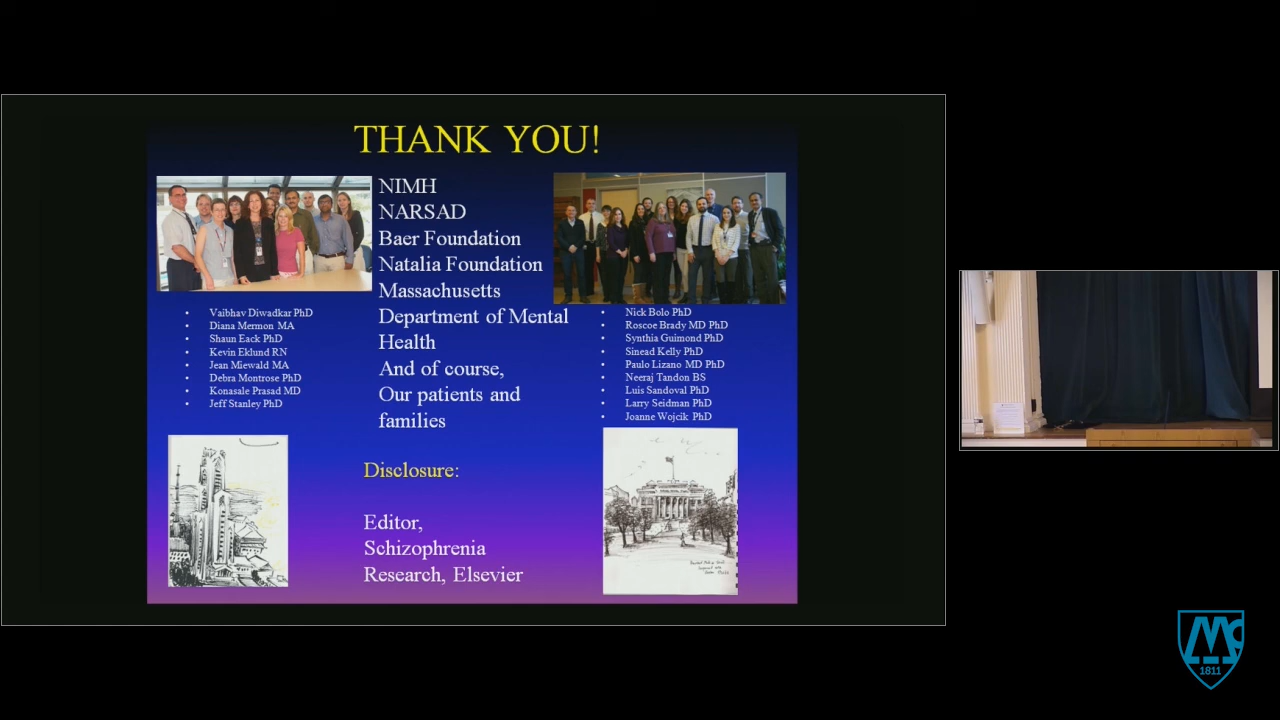 THANK YOU!
NIMH
NARSAD
Baer Foundation
Natalia Foundation
Massachusetts
Department of Mental
Health
And of course,
Our patients and
families
• Vaibhav Diwadkar PhD
• Diana Mermon MA
• Shaun Eack PhD
• Kevin Eklund RN
• Jean Miewald MA
• Debra Montrose PhD
• Konasale Prasad MD
• Jeff Stanley PhD
• Nick Bolo PhD
• Roscoe Brady MD PhD
• Synthia Guimond PhD
• Sinead Kelly PhD
• Paulo Lizano MD PhD
• Neeraj Tandon BS
• Luis Sandoval PhD
• Larry Seidman PhD
• Joanne Wojcik PhD
Disclosure:
Editor,
Schizophrenia
Research, Elsevier
Mc
1811